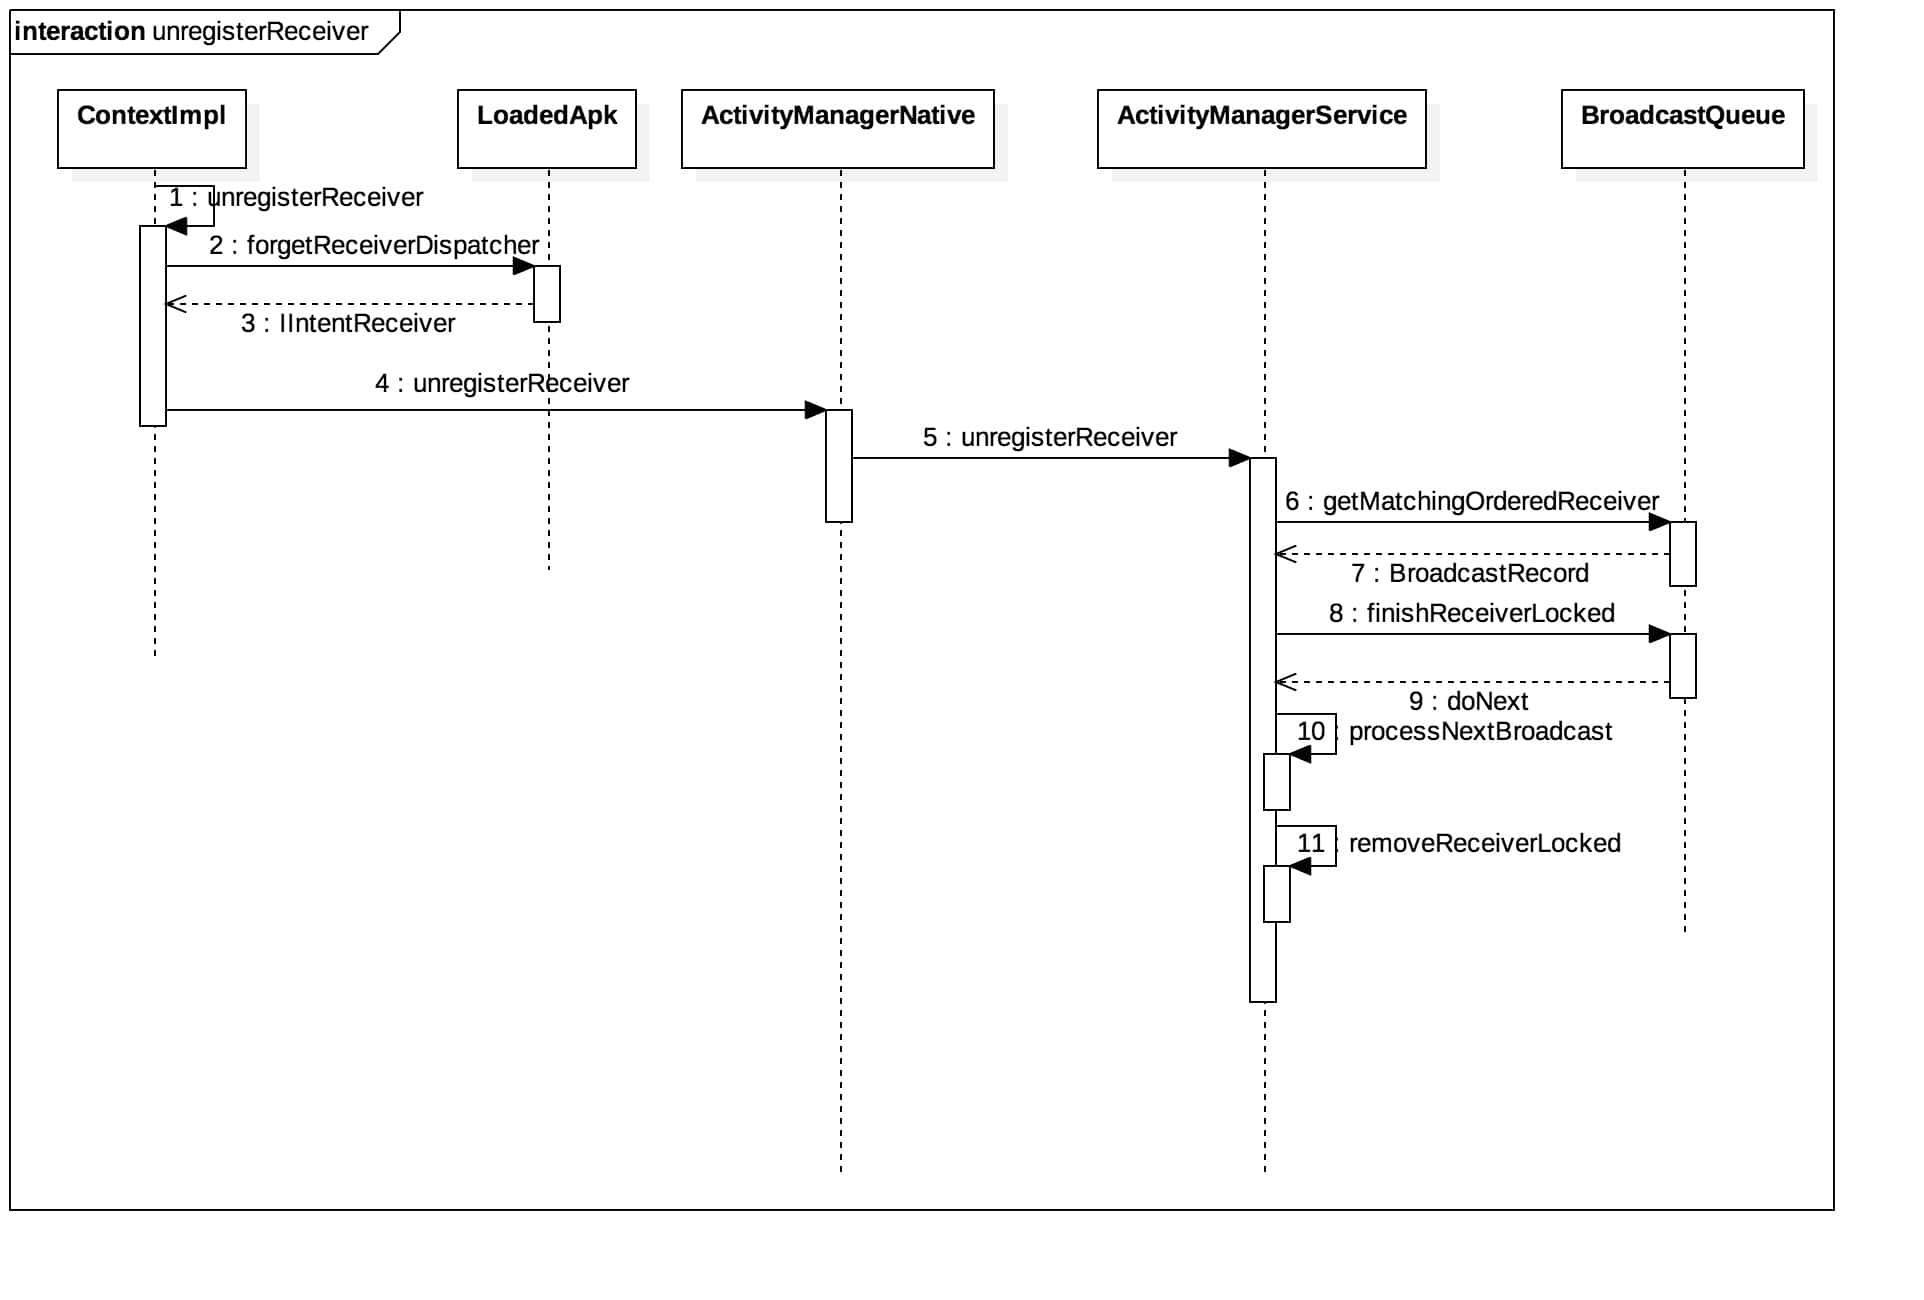 interaction unregisterReceiver
ContextImpl
LoadedApk
ActivityManagerNative
ActivityManagerService
BroadcastQueue
1 : unregisterReceiver
2 : forgetReceiverDispatcher
3 : IIntentReceiver
4 : unregisterReceiver
5 : unregisterReceiver
6 : getMatchingOrderedReceiver
7 : BroadcastRecord
8 : finishReceiverLocked
9 : doNext
10 : processNextBroadcast
11 : removeReceiverLocked